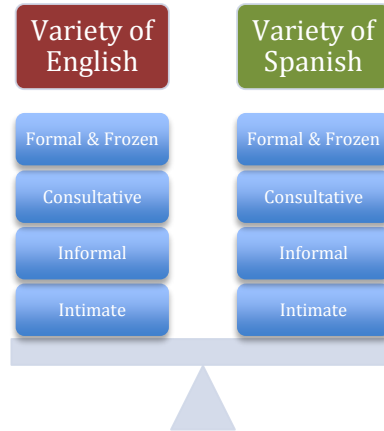 Variety of
English
Variety of
Spanish
Formal & Frozen
Formal & Frozen
Consultative
Consultative
Informal
Informal
Intimate
Intimate